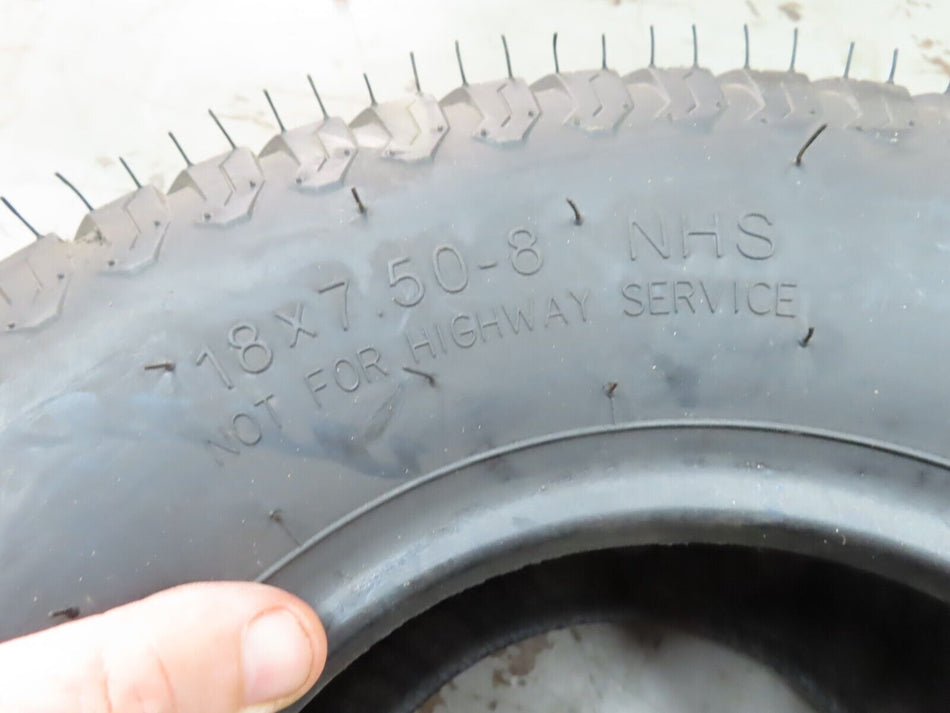 18x7.50-8 NHS
NOT FOR HIGHWAY SERVICE